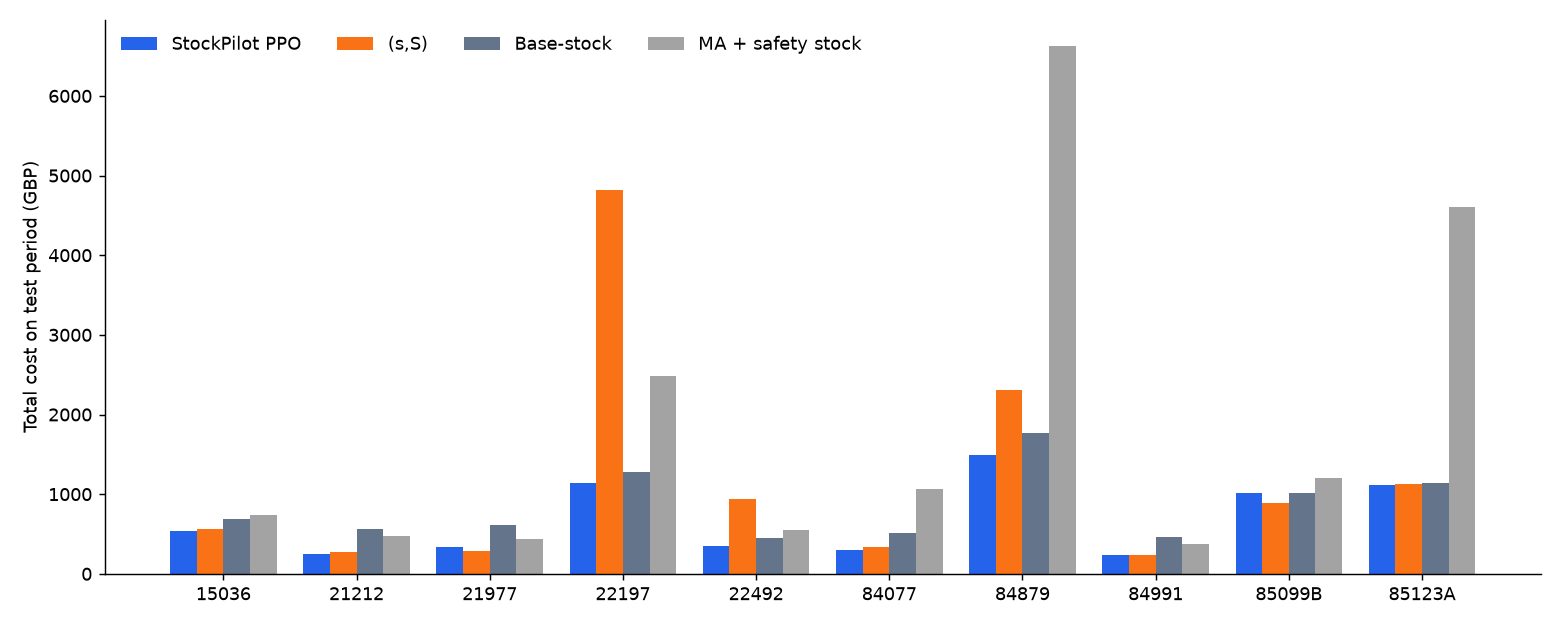 StockPilot PPO (s,S) Base-stock MA + safety stock
Total cost on test period (GBP)
6000
5000
4000
3000
2000
1000
0
15036 21212 21977 22197 22492 84077 84879 84991 85099B 85123A